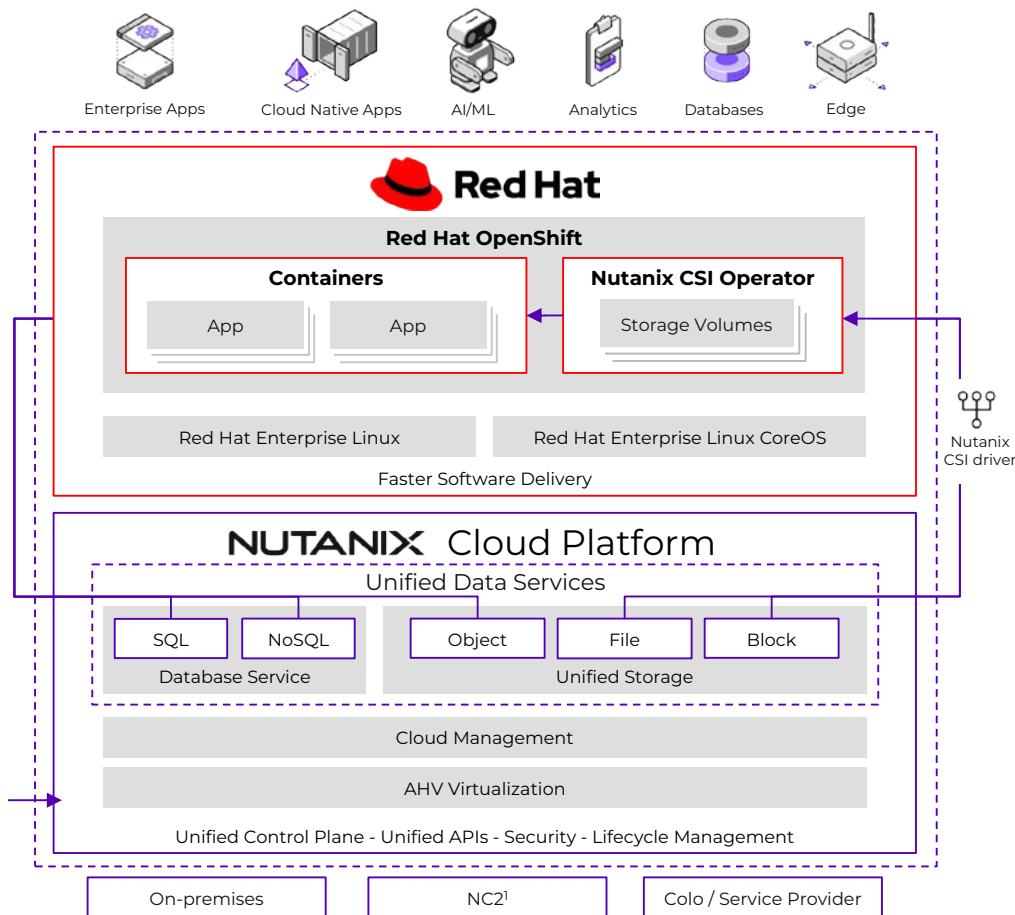 Enterprise Apps
Cloud Native Apps
AI/ML
Analytics
Databases
Edge
Red Hat
Red Hat OpenShift
Containers
App
App
Nutanix CSI Operator
Storage Volumes
Red Hat Enterprise Linux
Red Hat Enterprise Linux CoreOS
Faster Software Delivery
Nutanix
CSI driver
NUTANIX Cloud Platform
Unified Data Services
SQL
NoSQL
Database Service
Object
File
Block
Unified Storage
Cloud Management
AHV Virtualization
Unified Control Plane - Unified APIs - Security - Lifecycle Management
On-premises
NC2¹
Colo / Service Provider